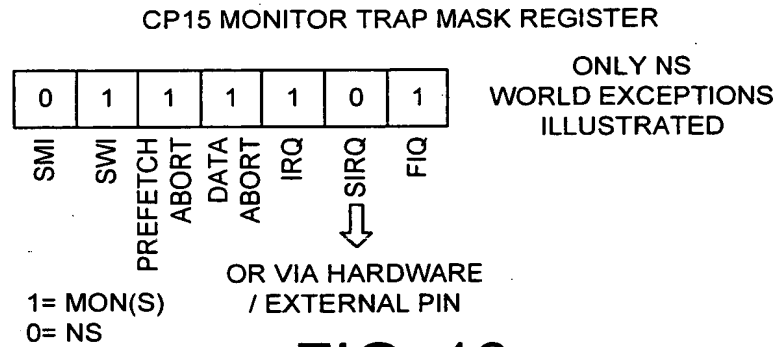 CP15 MONITOR TRAP MASK REGISTER
ONLY NS
WORLD EXCEPTIONS
ILLUSTRATED
0 1 1 1 1 0 1
SMI
SWI
PREFETCH
ABORT
DATA
ABORT
IRQ
SIRQ
FIQ
OR VIA HARDWARE
/ EXTERNAL PIN
1= MON(S)
0= NS